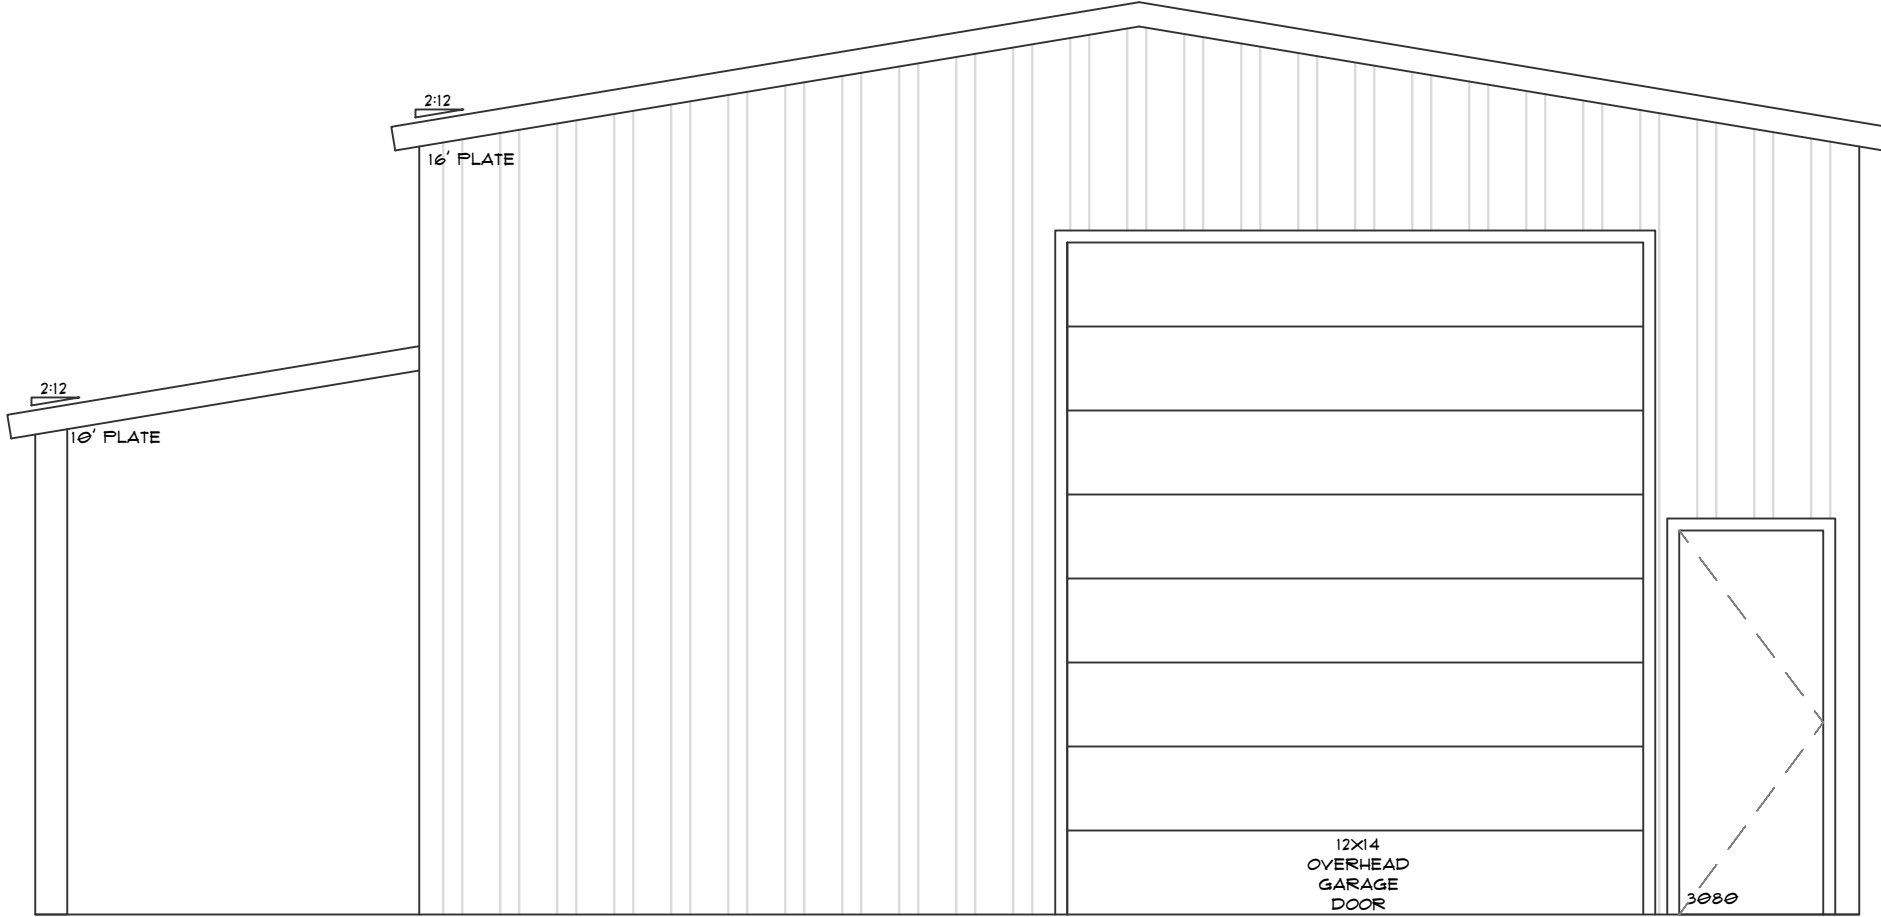 2:12
16' PLATE
2:12
10' PLATE
12X14
OVERHEAD
GARAGE
DOOR
3080